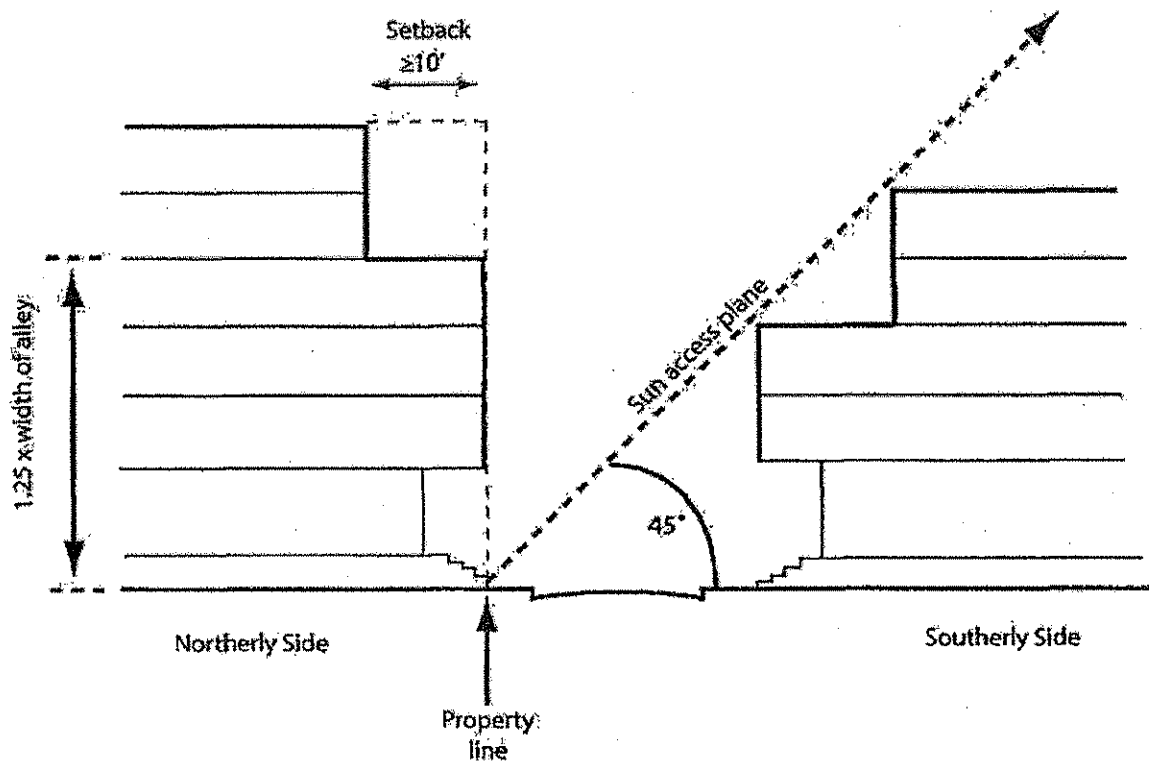 Setback
≥10'
1.25 x width of alley
Sun access plane
45°
Northerly Side
Southerly Side
Property
line